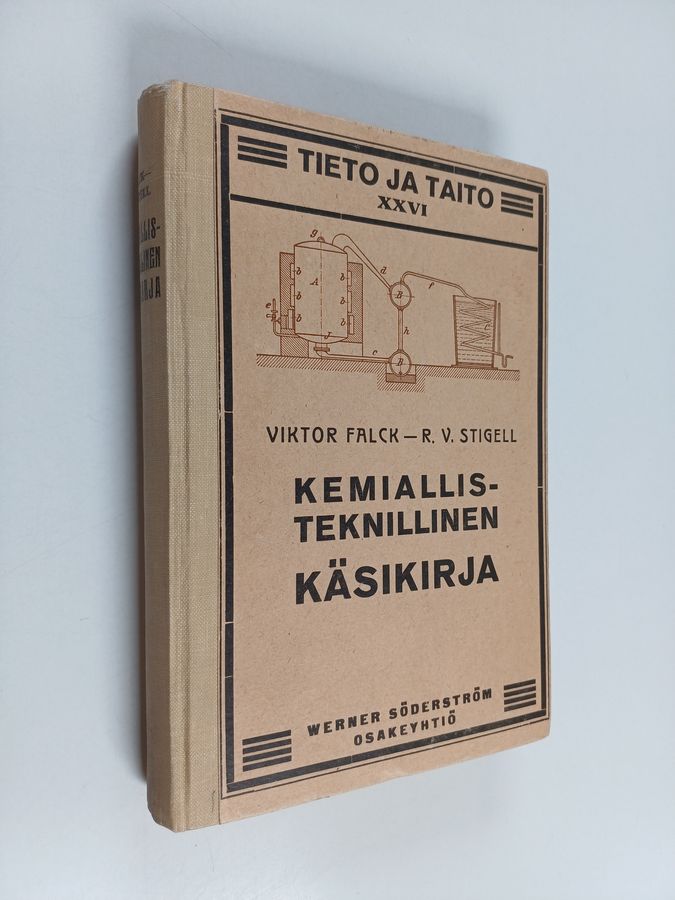 TIETO JA TAITO
XXVI
g
d
f
b
A
b
B
b
b
C
e
b
b
h
J
c
B
VIKTOR FALCK — R. V. STIGELL
KEMIALLIS-
TEKNILLINEN
KÄSIKIRJA
WERNER SÖDERSTRÖM
OSAKEYHTIÖ